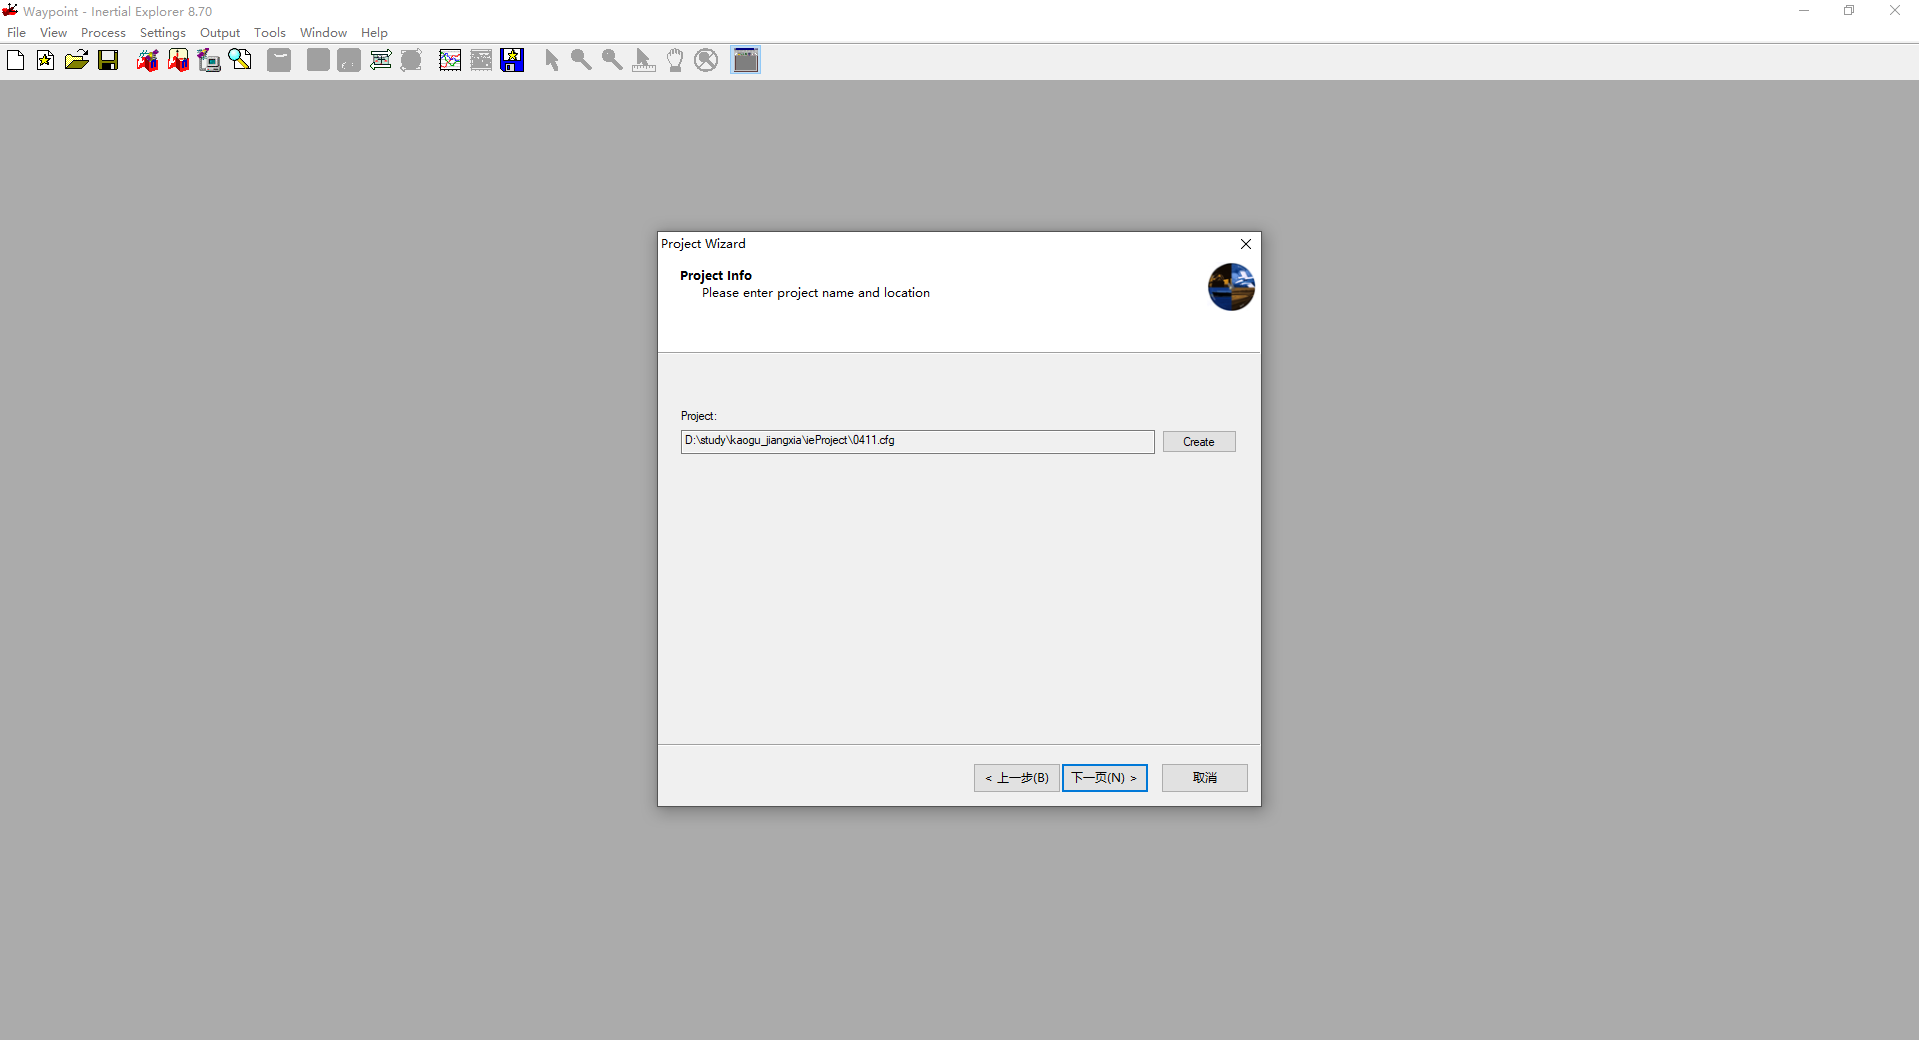 Waypoint - Inertial Explorer 8.70
File View Process Settings Output Tools Window Help
Project Wizard
Project Info
Please enter project name and location
Project:
D:\study\kaogu_jiangxia\ieProject\0411.cfg
Create
< 上一步(B) 下一页(N) > 取消